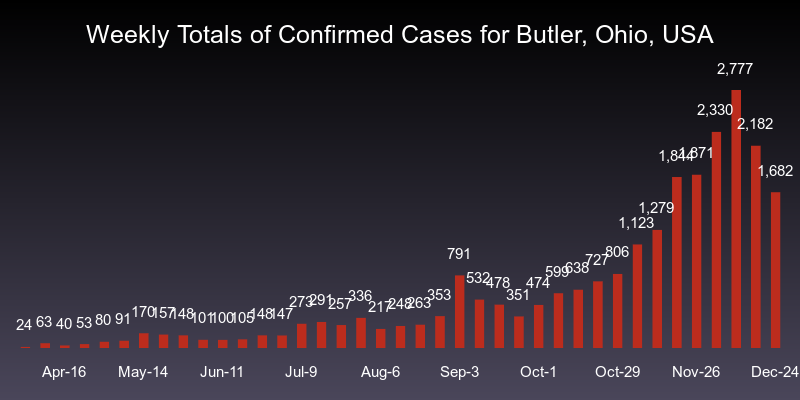 Weekly Totals of Confirmed Cases for Butler, Ohio, USA
24 63 40 53 80 91 170 157 148 101 100 105 148 147 273 291 257 336 217 248 263 353 791 532 478 351 474 599 638 727 806 1,123 1,279 1,844 1,871 2,330 2,777 2,182 1,682
Apr-16 May-14 Jun-11 Jul-9 Aug-6 Sep-3 Oct-1 Oct-29 Nov-26 Dec-24